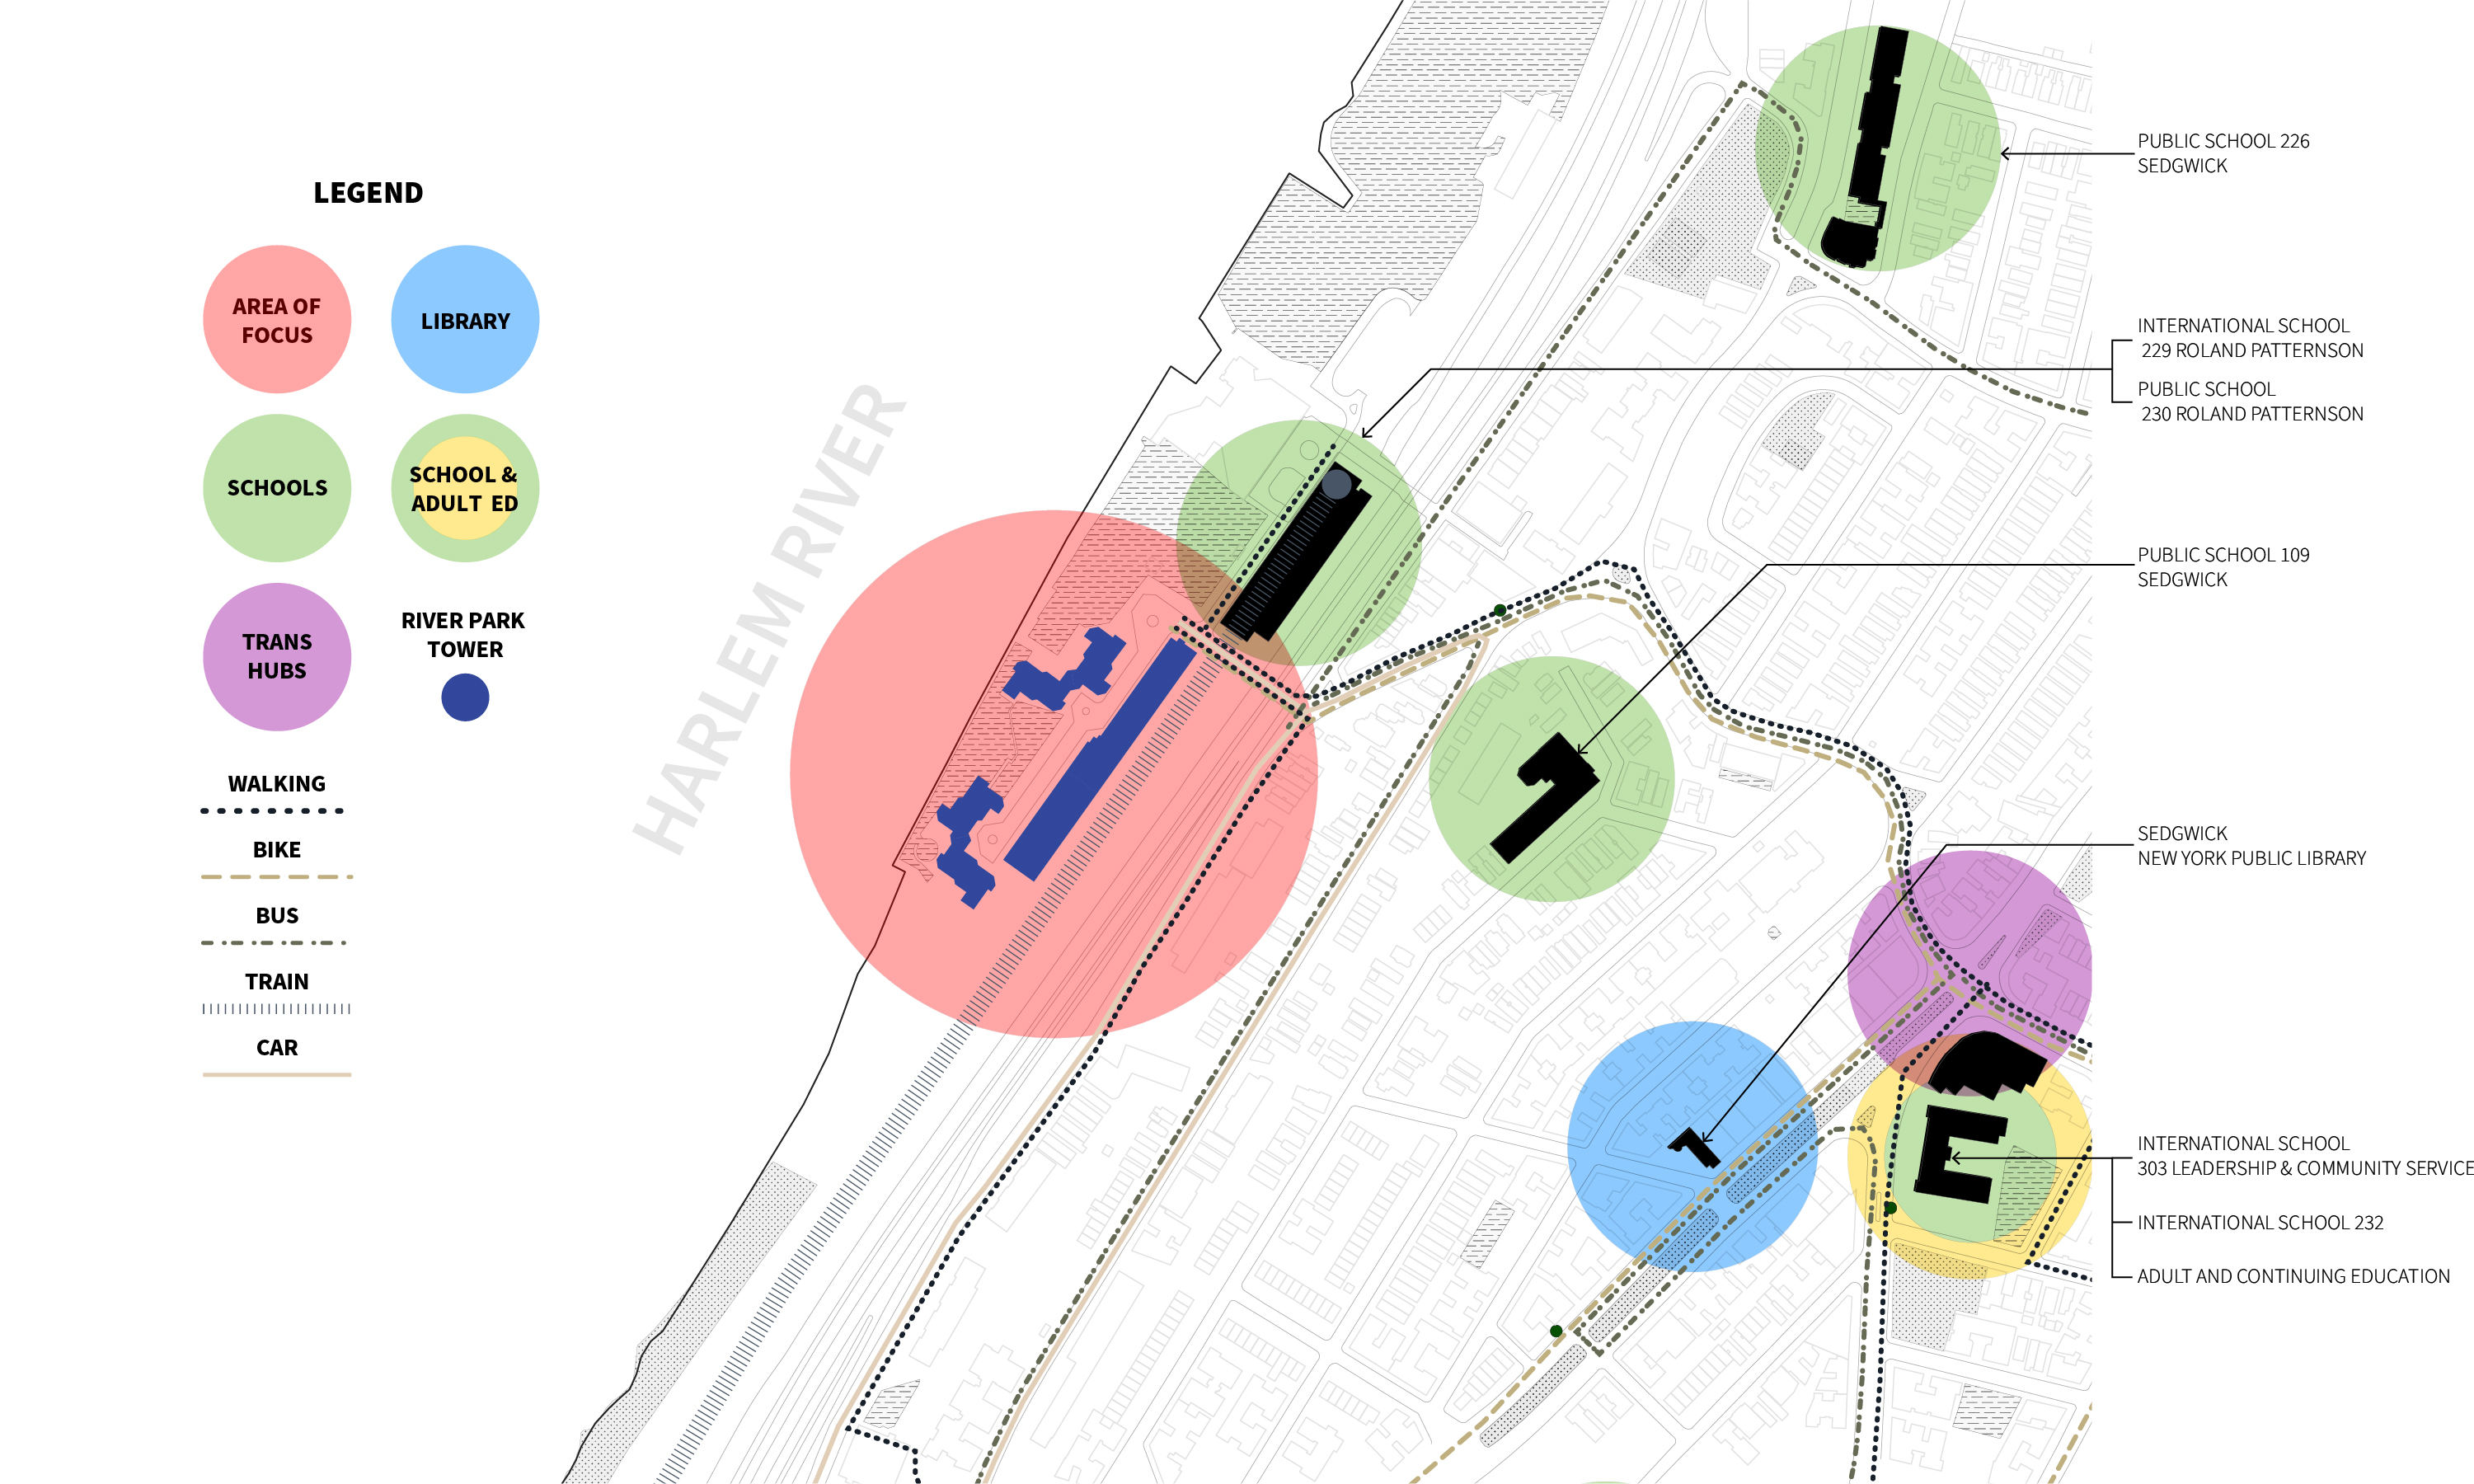 LEGEND
AREA OF
FOCUS
LIBRARY
SCHOOLS
SCHOOL &
ADULT ED
TRANS
HUBS
RIVER PARK
TOWER
WALKING
BIKE
BUS
TRAIN
CAR
HARLEM RIVER
PUBLIC SCHOOL 226
SEDGWICK
INTERNATIONAL SCHOOL
229 ROLAND PATTERNSON
PUBLIC SCHOOL
230 ROLAND PATTERNSON
PUBLIC SCHOOL 109
SEDGWICK
SEDGWICK
NEW YORK PUBLIC LIBRARY
INTERNATIONAL SCHOOL
303 LEADERSHIP & COMMUNITY SERVICE
INTERNATIONAL SCHOOL 232
ADULT AND CONTINUING EDUCATION